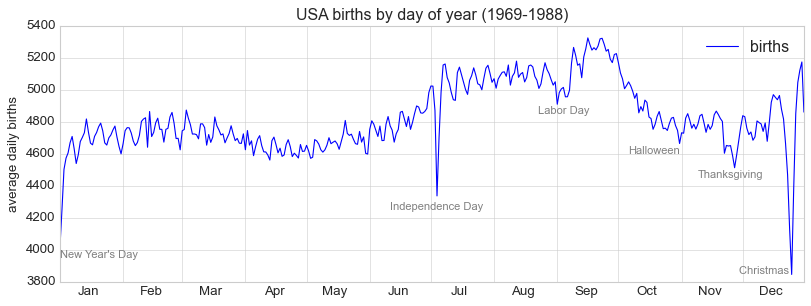 USA births by day of year (1969-1988)
5400
5200
5000
4800
4600
4400
4200
4000
3800
average daily births
births
Labor Day
Halloween
Thanksgiving
Independence Day
New Year's Day
Christmas
Jan Feb Mar Apr May Jun Jul Aug Sep Oct Nov Dec